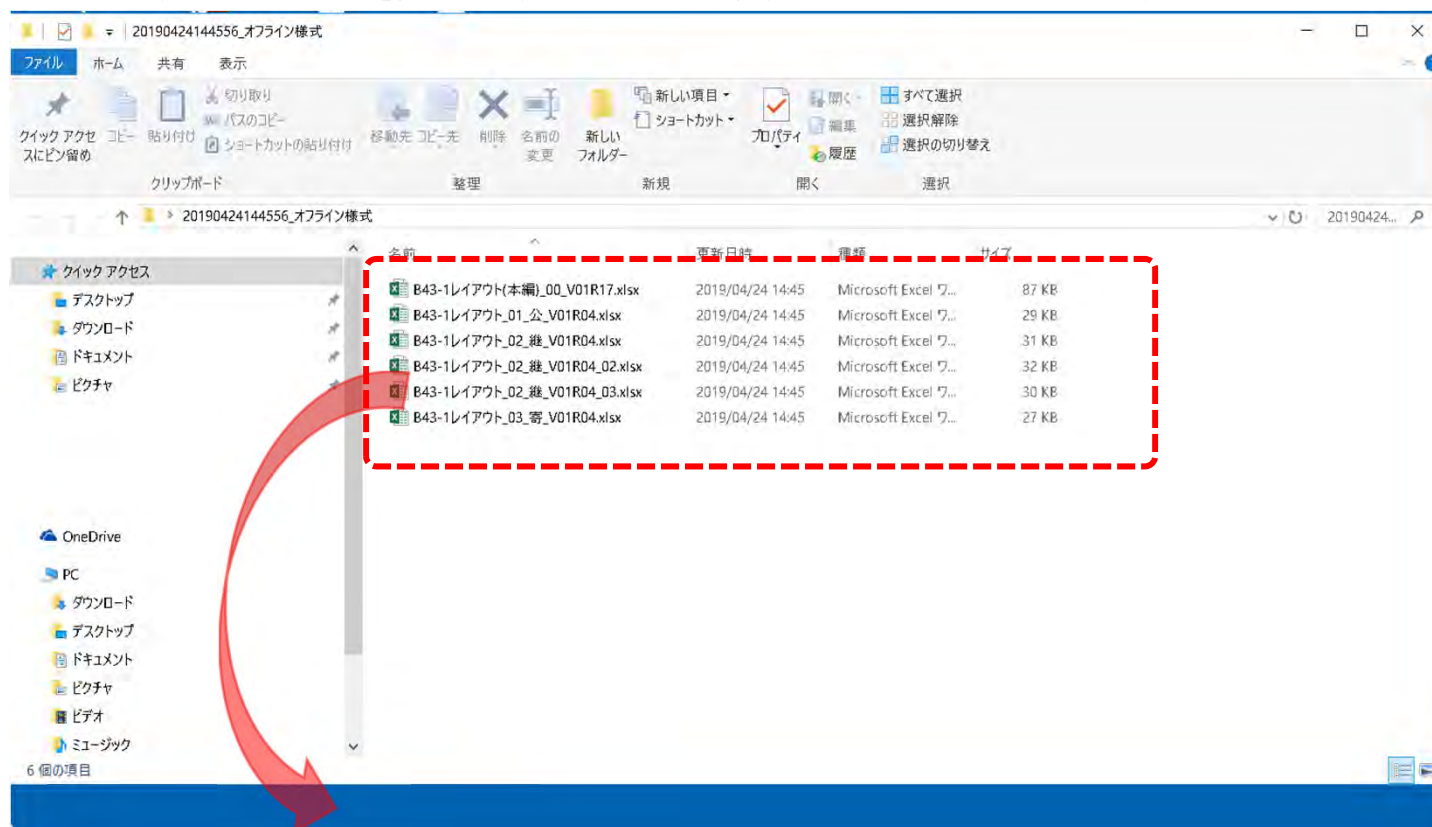 20190424144556_オフライン様式
ファイル ホーム 共有 表示
クイック アクセスにピン留め
コピー
貼り付け
切り取り
パスのコピー
ショートカットの貼り付け
移動先
コピー先
削除
名前の変更
新しいフォルダー
新しい項目
ショートカット
プロパティ
開く
編集
履歴
すべて選択
選択解除
選択の切り替え
クリップボード 整理 新規 開く 選択
20190424144556_オフライン様式 20190424...
名前 更新日時 種類 サイズ
B43-1レイアウト(本編)_00_V01R17.xlsx 2019/04/24 14:45 Microsoft Excel ワ... 87 KB
B43-1レイアウト_01_公_V01R04.xlsx 2019/04/24 14:45 Microsoft Excel ワ... 29 KB
B43-1レイアウト_02_継_V01R04.xlsx 2019/04/24 14:45 Microsoft Excel ワ... 31 KB
B43-1レイアウト_02_継_V01R04_02.xlsx 2019/04/24 14:45 Microsoft Excel ワ... 32 KB
B43-1レイアウト_02_継_V01R04_03.xlsx 2019/04/24 14:45 Microsoft Excel ワ... 30 KB
B43-1レイアウト_03_寄_V01R04.xlsx 2019/04/24 14:45 Microsoft Excel ワ... 27 KB
クイック アクセス
デスクトップ
ダウンロード
ドキュメント
ピクチャ
OneDrive
PC
ダウンロード
デスクトップ
ドキュメント
ピクチャ
ビデオ
ミュージック
6 個の項目